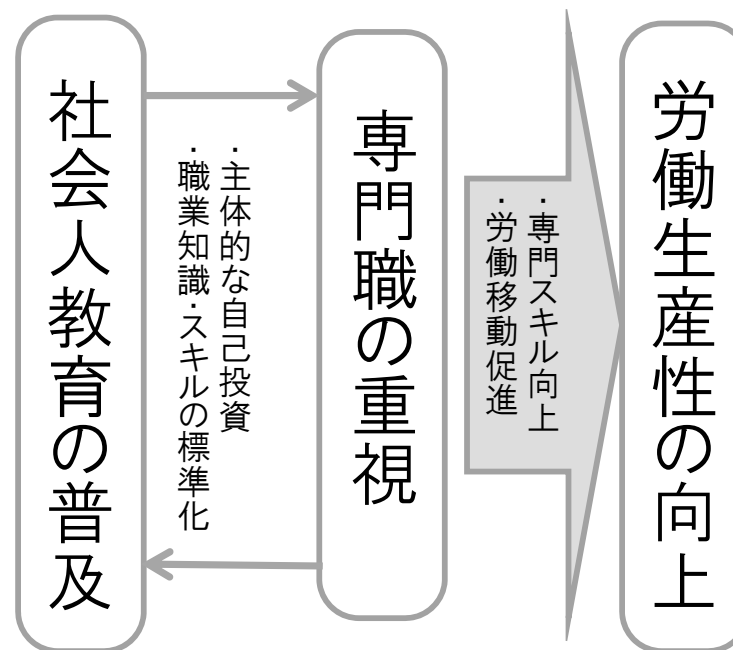 社会人教育の普及
・主体的な自己投資
・職業知識・スキルの標準化
専門職の重視
・専門スキル向上
・労働移動促進
労働生産性の向上